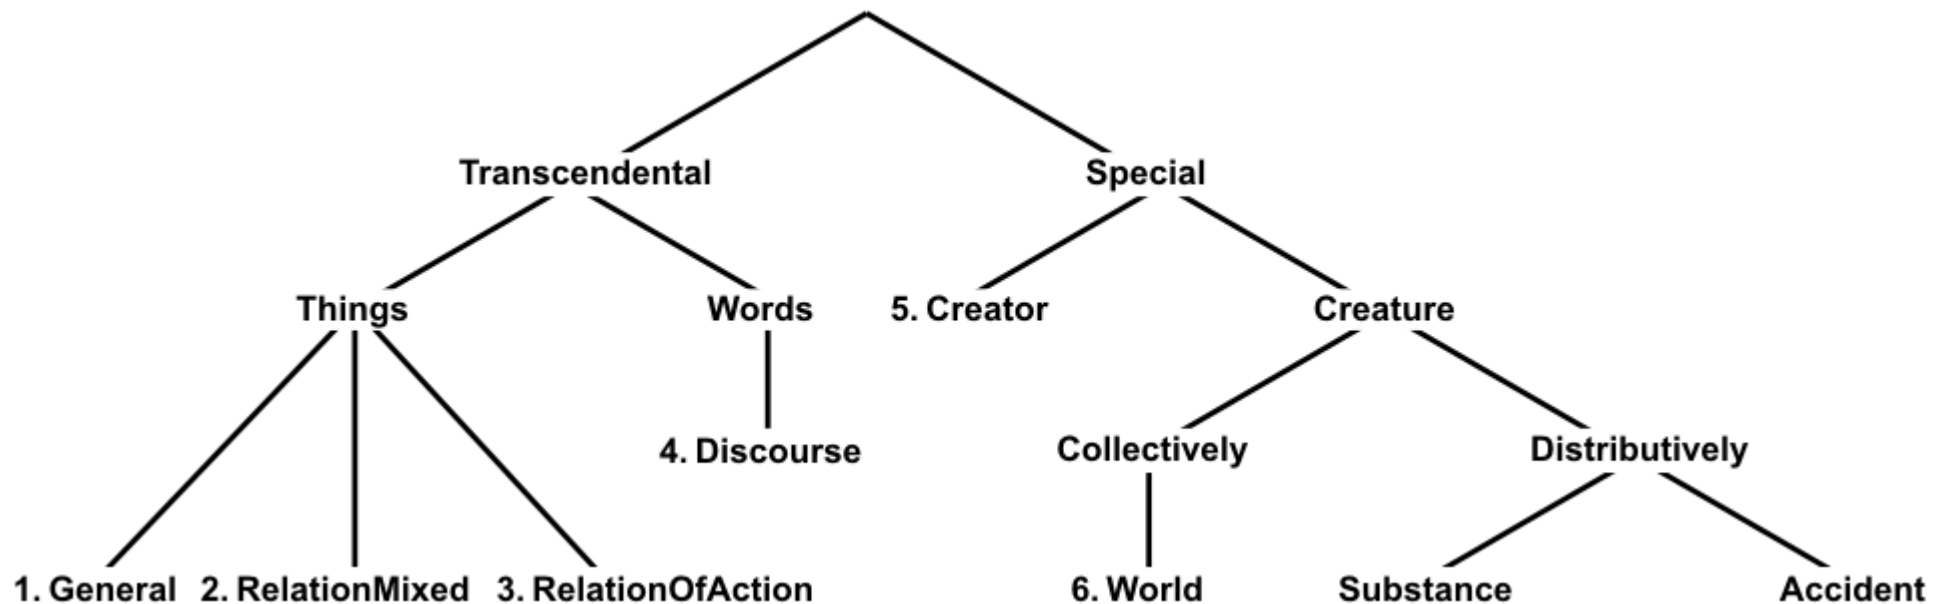 Transcendental
Special
Things
Words
5. Creator
Creature
4. Discourse
Collectively
Distributively
1. General
2. RelationMixed
3. RelationOfAction
6. World
Substance
Accident